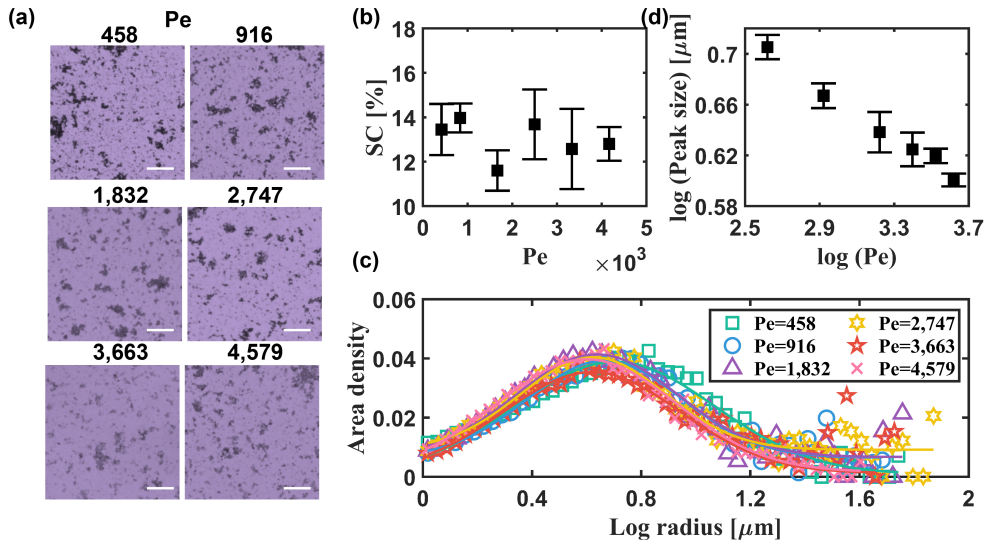 (a)
Pe
458 916
1,832 2,747
3,663 4,579
(b)
SC [%]
18
16
14
12
10
0 1 2 3 4 5
Pe ×10³
(d)
log (Peak size) [μm]
0.7
0.66
0.62
0.58
2.5 2.9 3.3 3.7
log (Pe)
(c)
Area density
0.06
0.04
0.02
0
0 0.4 0.8 1.2 1.6 2
Log radius [μm]
Pe=458 Pe=2,747
Pe=916 Pe=3,663
Pe=1,832 Pe=4,579